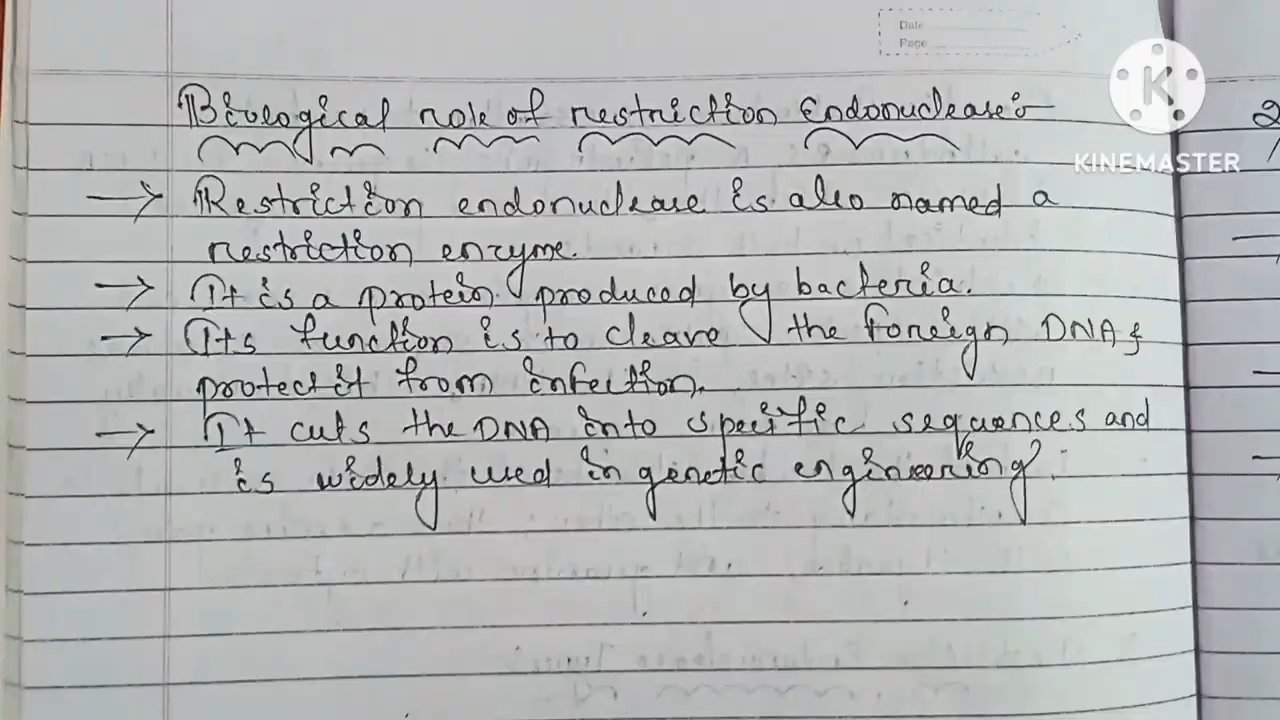 Date
Page
Biological role of restriction Endonuclease:-
→ Restriction endonuclease is also named a
restriction enzyme.
→ It is a protein produced by bacteria.
→ Its function is to cleave the foreign DNA &
protect it from infection.
→ It cuts the DNA into specific sequences and
is widely used in genetic engineering.
KINEMASTER